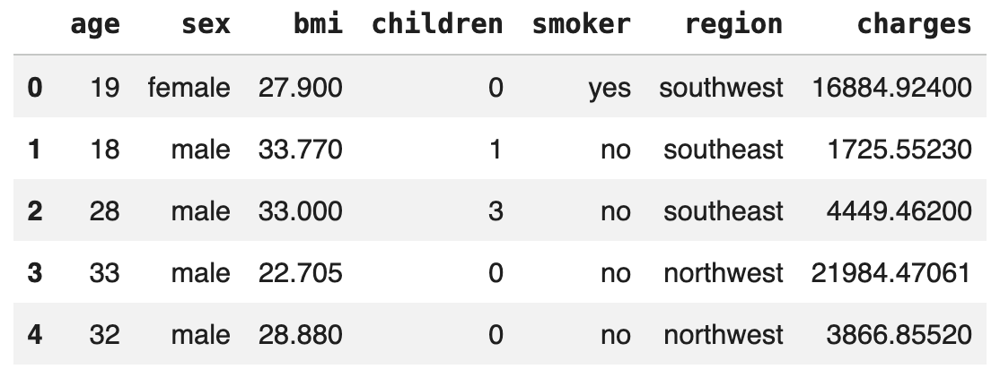 age sex bmi children smoker region charges
0 19 female 27.900 0 yes southwest 16884.92400
1 18 male 33.770 1 no southeast 1725.55230
2 28 male 33.000 3 no southeast 4449.46200
3 33 male 22.705 0 no northwest 21984.47061
4 32 male 28.880 0 no northwest 3866.85520